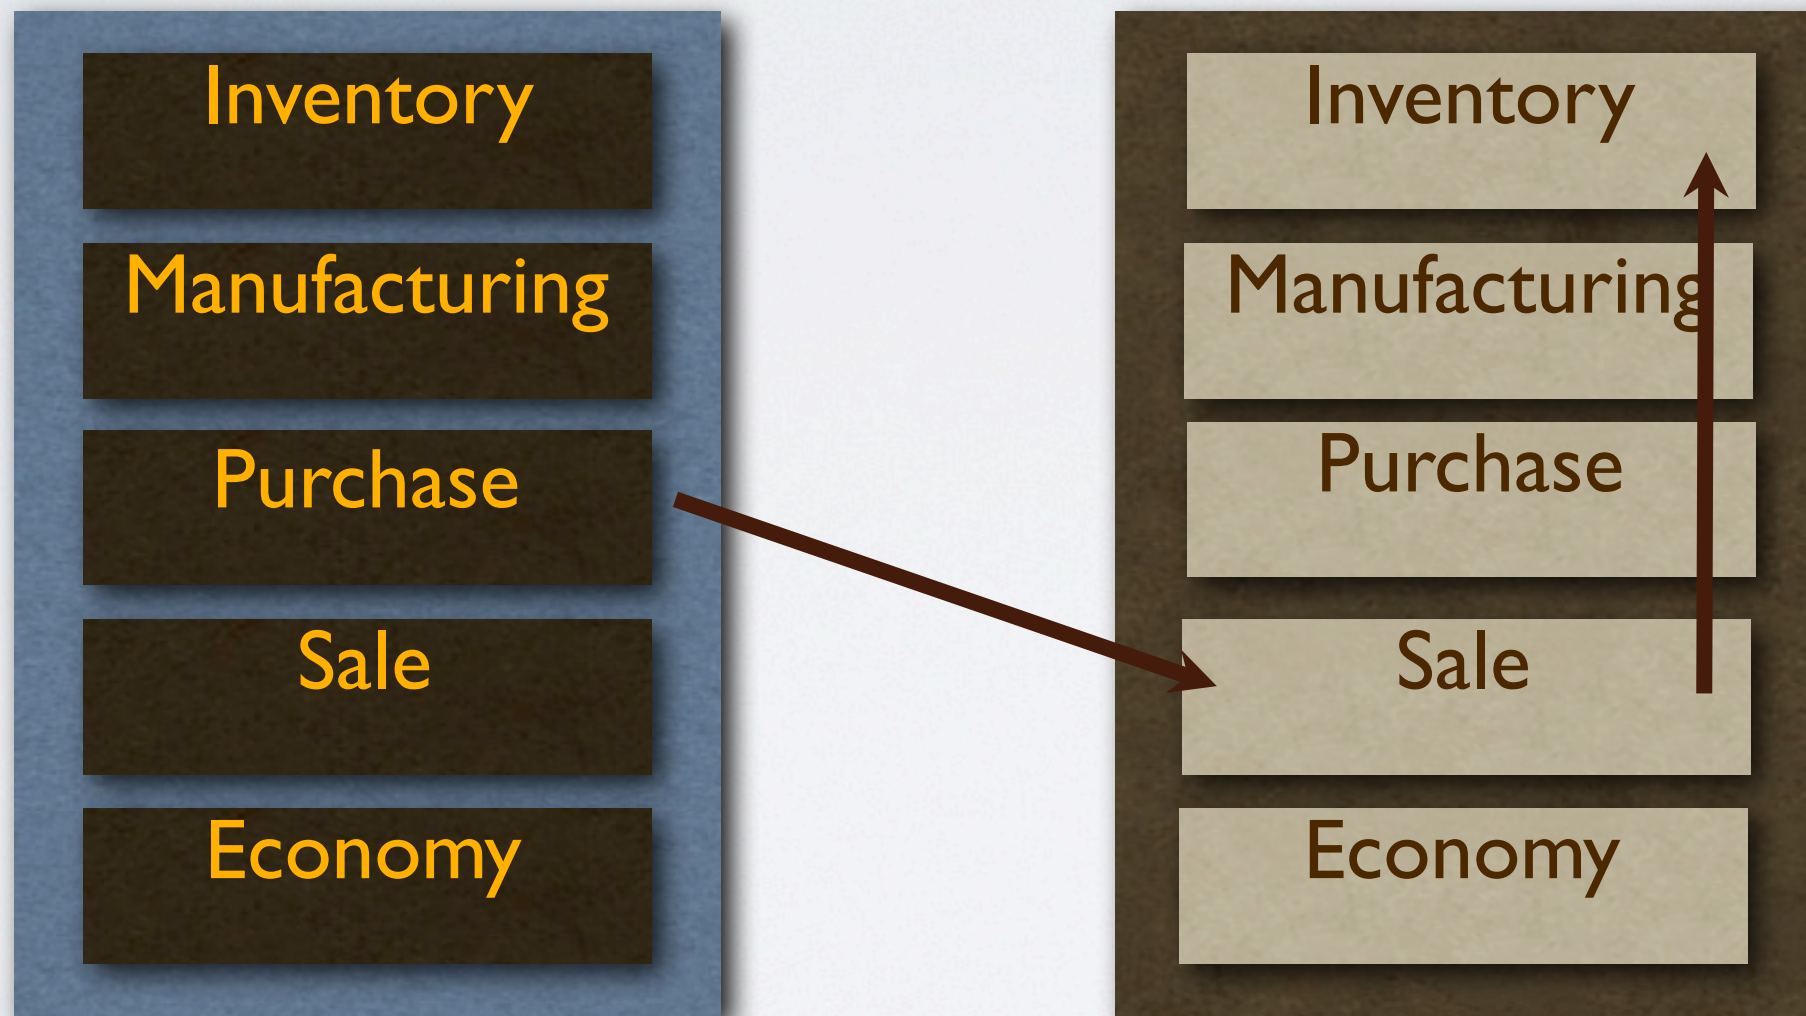 Inventory
Manufacturing
Purchase
Sale
Economy
Inventory
Manufacturing
Purchase
Sale
Economy